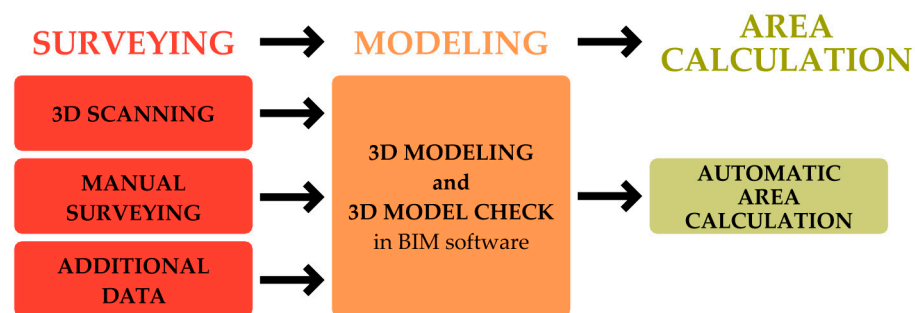 SURVEYING
MODELING
AREA
CALCULATION
3D SCANNING
MANUAL
SURVEYING
ADDITIONAL
DATA
3D MODELING
and
3D MODEL CHECK
in BIM software
AUTOMATIC
AREA
CALCULATION